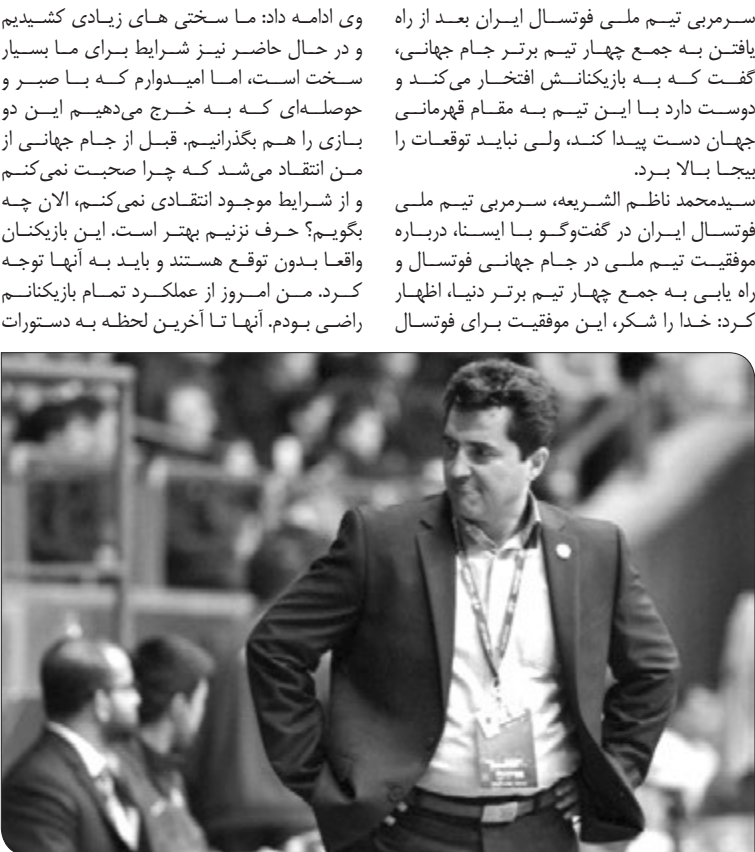 سرمربی تیم ملی فوتسال ایران بعد از راه
یافتن به جمع چهار تیم برتر جام جهانی،
گفت که به بازیکنانش افتخار می‌کند و
دوست دارد با این تیم به مقام قهرمانی
جهان دست پیدا کند، ولی نباید توقعات را
بیجا بالا برد.
سیدمحمد ناظم الشریعه، سرمربی تیم ملی
فوتسال ایران در گفت‌وگو با ایسنا، درباره
موفقیت تیم ملی در جام جهانی فوتسال و
راه یابی به جمع چهار تیم برتر دنیا، اظهار
کرد: خدا را شکر، این موفقیت برای فوتسال
وی ادامه داد: ما سختی های زیادی کشیدیم
و در حال حاضر نیز شرایط برای ما بسیار
سخت است، اما امیدوارم که با صبر و
حوصله‌ای که به خرج می‌دهیم این دو
بازی را هم بگذرانیم. قبل از جام جهانی از
من انتقاد می‌شد که چرا صحبت نمی‌کنم
و از شرایط موجود انتقادی نمی‌کنم، الان چه
بگویم؟ حرف نزنیم بهتر است. این بازیکنان
واقعا بدون توقع هستند و باید به آنها توجه
کرد. من امروز از عملکرد تمام بازیکنانم
راضی بودم. آنها تا آخرین لحظه به دستورات